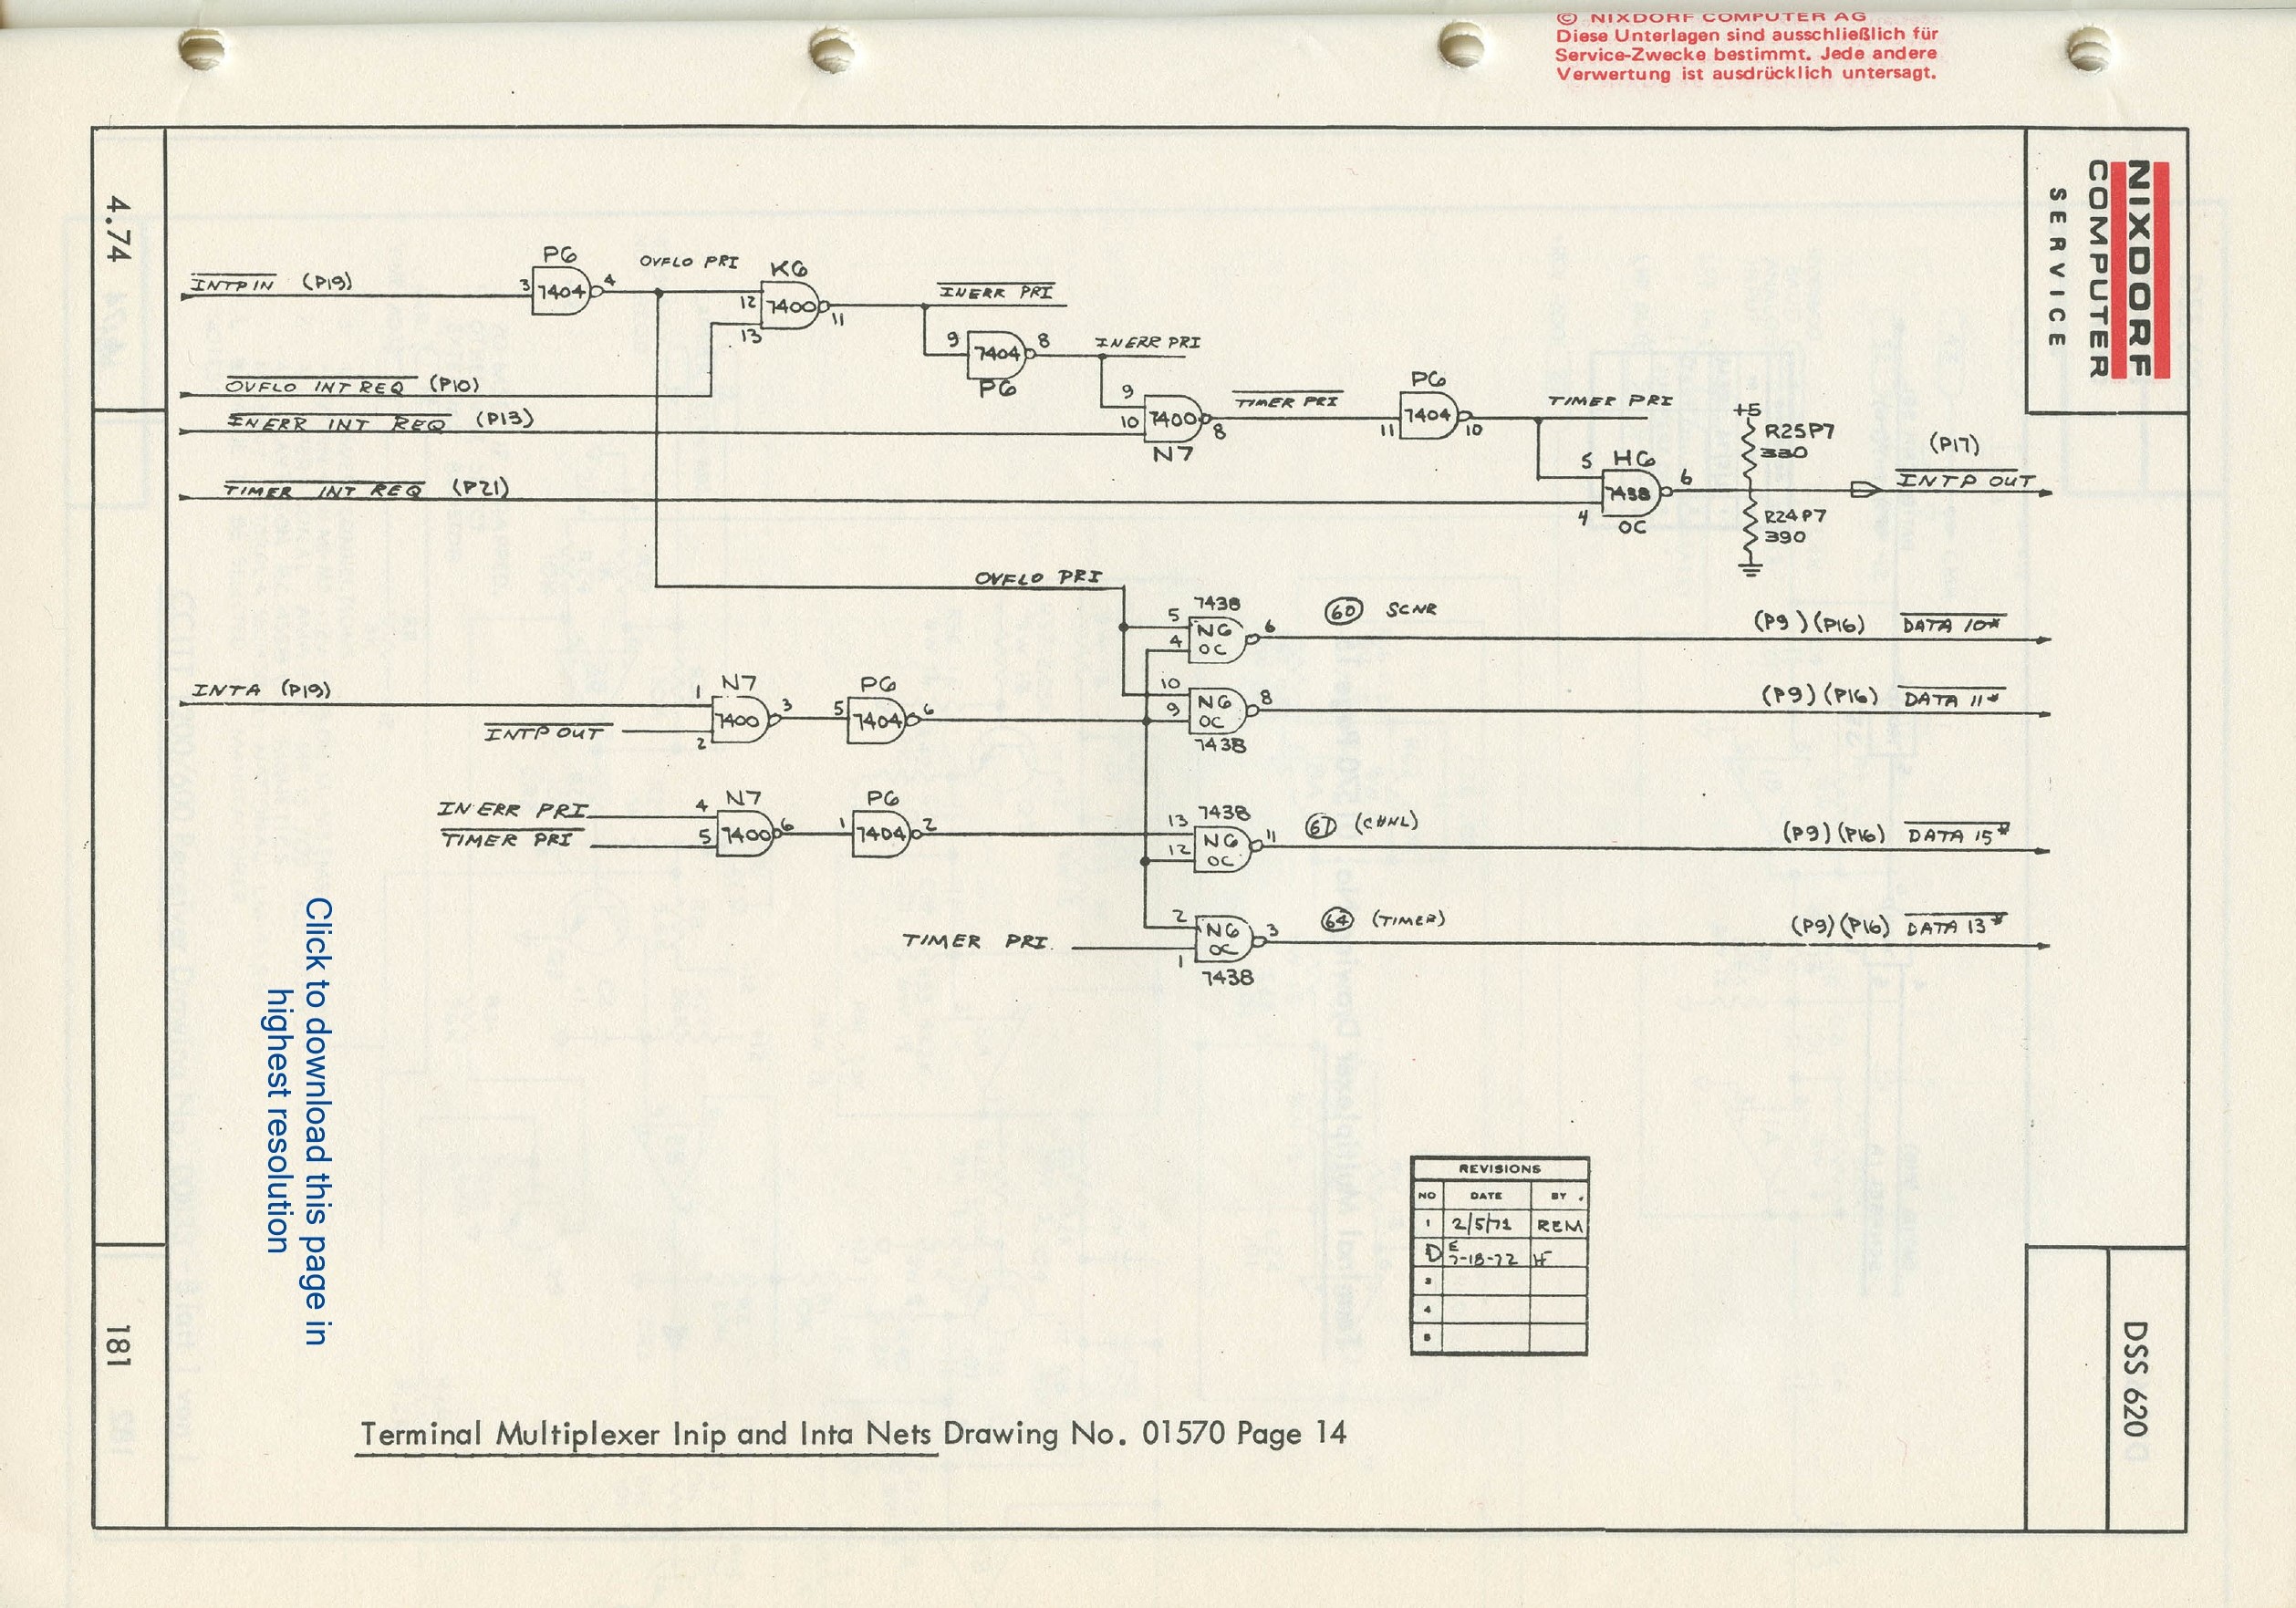 © NIXDORF COMPUTER AG
Diese Unterlagen sind ausschließlich für
Service-Zwecke bestimmt. Jede andere
Verwertung ist ausdrücklich untersagt.
NIXDORF
COMPUTER
SERVICE
4.74
P6
INTPIN (P19)
3 7404 4
OVFLO PRI
K6
12 7400 11
13
INERR PRI
9 7404 8
P6
INERR PRI
OVFLO INT REQ (P10)
INERR INT REQ (P13)
9
10 7400 8
N7
TIMER PRI
P6
11 7404 10
TIMER PRI
+5
R25P7
330
TIMER INT REQ (P21)
5 H6
7438 6
4 OC
(P17)
INTP OUT
R24P7
390
OVFLO PRI
7438
5 N6 6
4 OC
60 SCNR
(P9)(P16) DATA 10*
INTA (P19)
N7
1 7400 3
2
INTP OUT
P6
5 7404 6
10 N6 8
9 OC
7438
(P9)(P16) DATA 11*
INERR PRI
TIMER PRI
N7
4
5 7400 6
P6
1 7404 2
7438
13 N6 11
12 OC
61 (CHNL)
(P9)(P16) DATA 15*
TIMER PRI
2 N6 3
1 OC
7438
64 (TIMER)
(P9)(P16) DATA 13*
Click to download this page in
highest resolution
REVISIONS
NO DATE BY
1 2/5/71 REM
D E 7-18-72 HF
3
4
5
181
DSS 620
Terminal Multiplexer Inip and Inta Nets Drawing No. 01570 Page 14